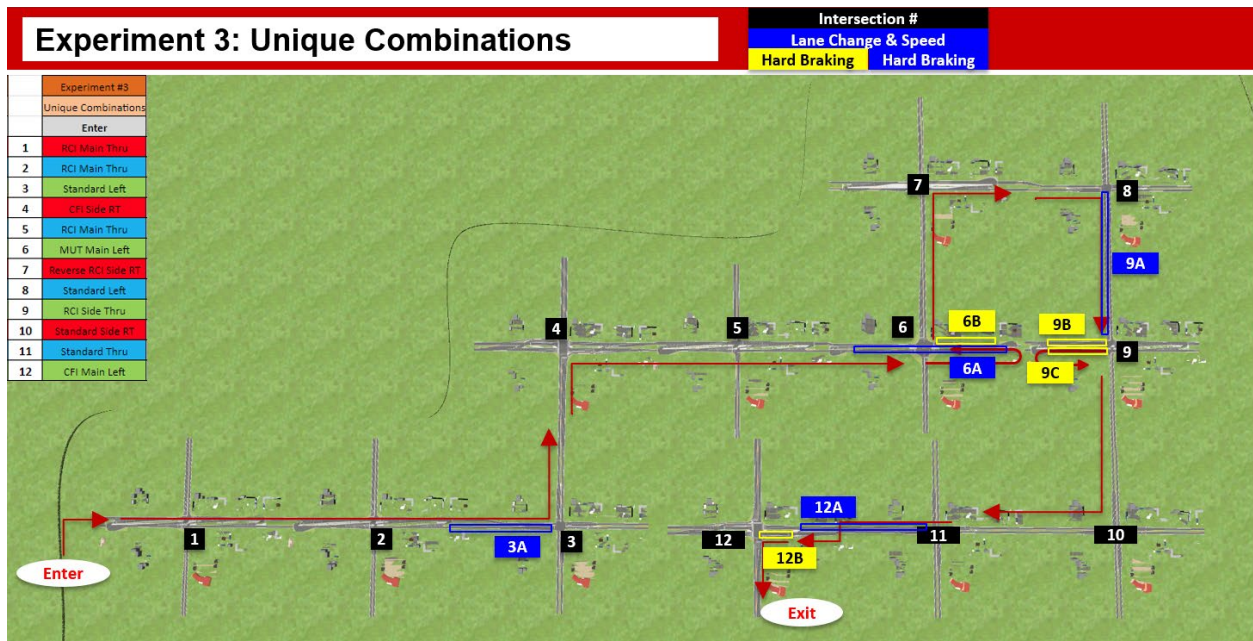 Experiment 3: Unique Combinations
Intersection #
Lane Change & Speed
Hard Braking Hard Braking
Experiment #3
Unique Combinations
Enter
1 RCI Main Thru
2 RCI Main Thru
3 Standard Left
4 CFI Side RT
5 RCI Main Thru
6 MUT Main Left
7 Reverse RCI Side RT
8 Standard Left
9 RCI Side Thru
10 Standard Side RT
11 Standard Thru
12 CFI Main Left
7
8
9A
4
5
6
6B
9B
9
6A
9C
1
2
3A
3
12
12A
12B
11
10
Enter
Exit